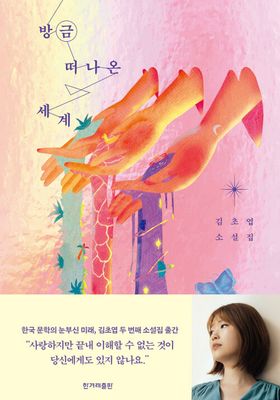 방금
떠나온
세계
김초엽
소설집
한국 문학의 눈부신 미래, 김초엽 두 번째 소설집 출간
“사랑하지만 끝내 이해할 수 없는 것이
당신에게도 있지 않나요.”
한겨레출판